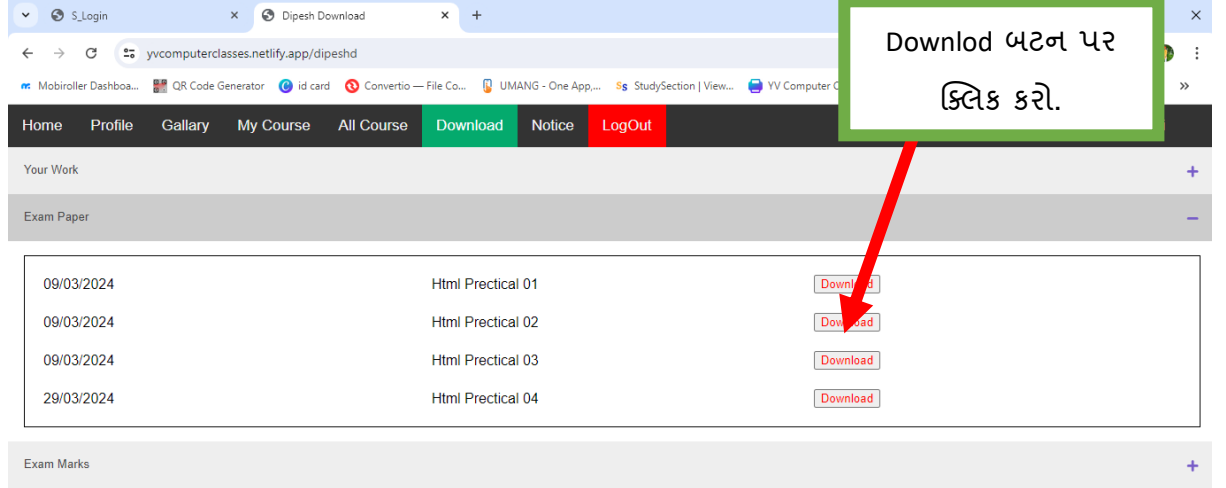 S_Login
Dipesh Download
yvcomputerclasses.netlify.app/dipeshd
Mobiroller Dashboa...
QR Code Generator
id card
Convertio — File Co...
UMANG - One App,...
StudySection | View...
YV Computer
Downlod બટન પર
ક્લિક કરો.
Home Profile Gallary My Course All Course Download Notice LogOut
Your Work
Exam Paper
09/03/2024 Html Prectical 01 Download
09/03/2024 Html Prectical 02 Download
09/03/2024 Html Prectical 03 Download
29/03/2024 Html Prectical 04 Download
Exam Marks